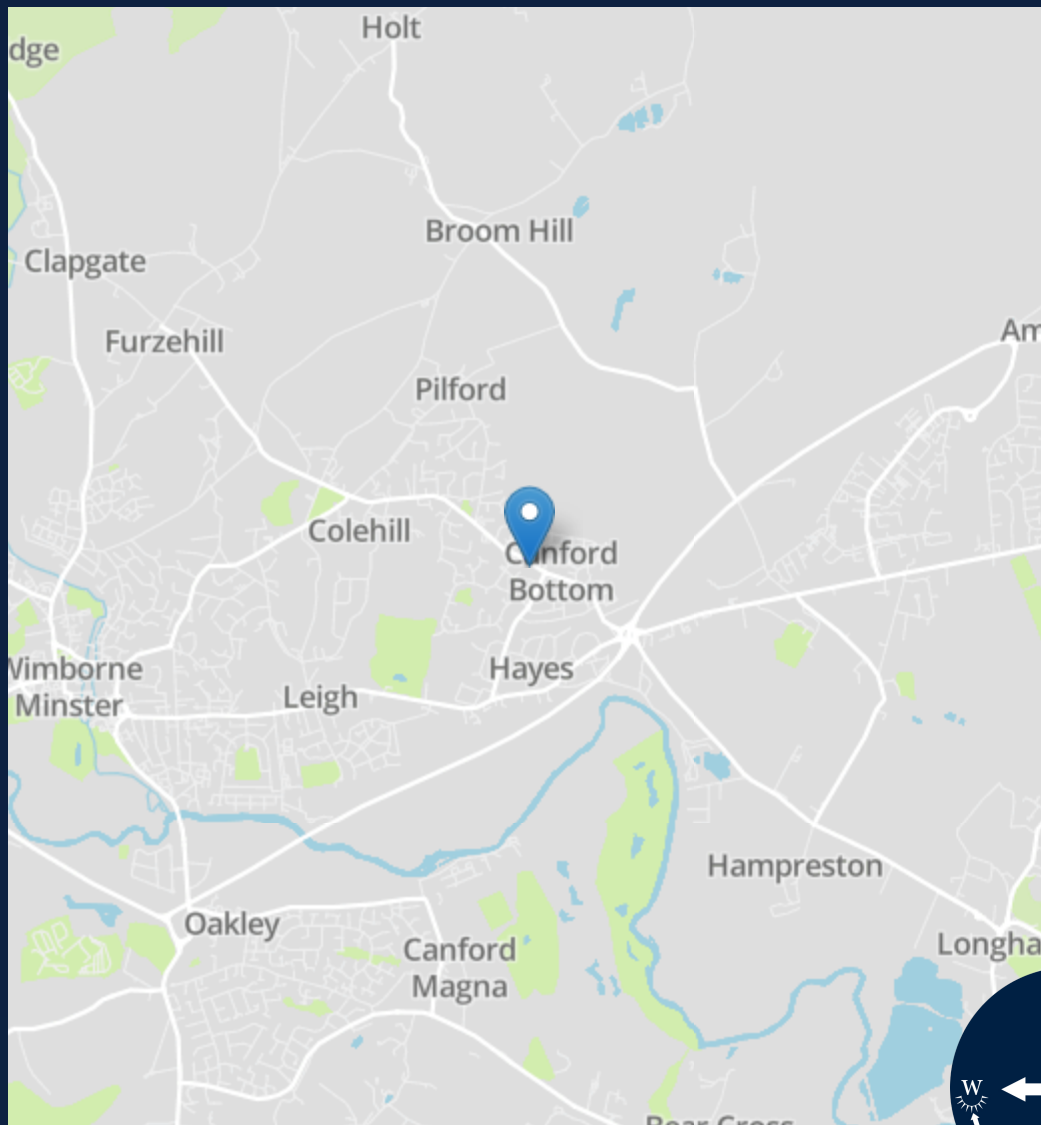 Holt
dge
Broom Hill
Clapgate
Furzehill
Am
Pilford
Colehill
Canford
Bottom
Wimborne
Minster
Hayes
Leigh
Hampreston
Oakley
Canford
Magna
Longha
W